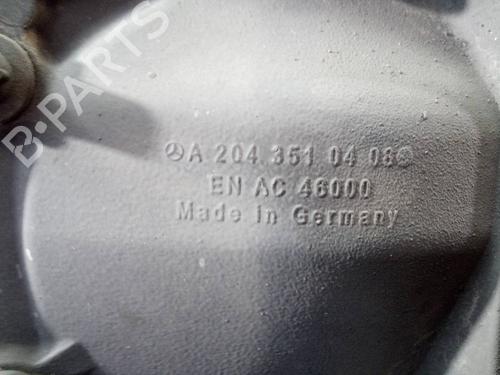 B-PARTS
A 204 351 04 08
EN AC 46000
Made in Germany